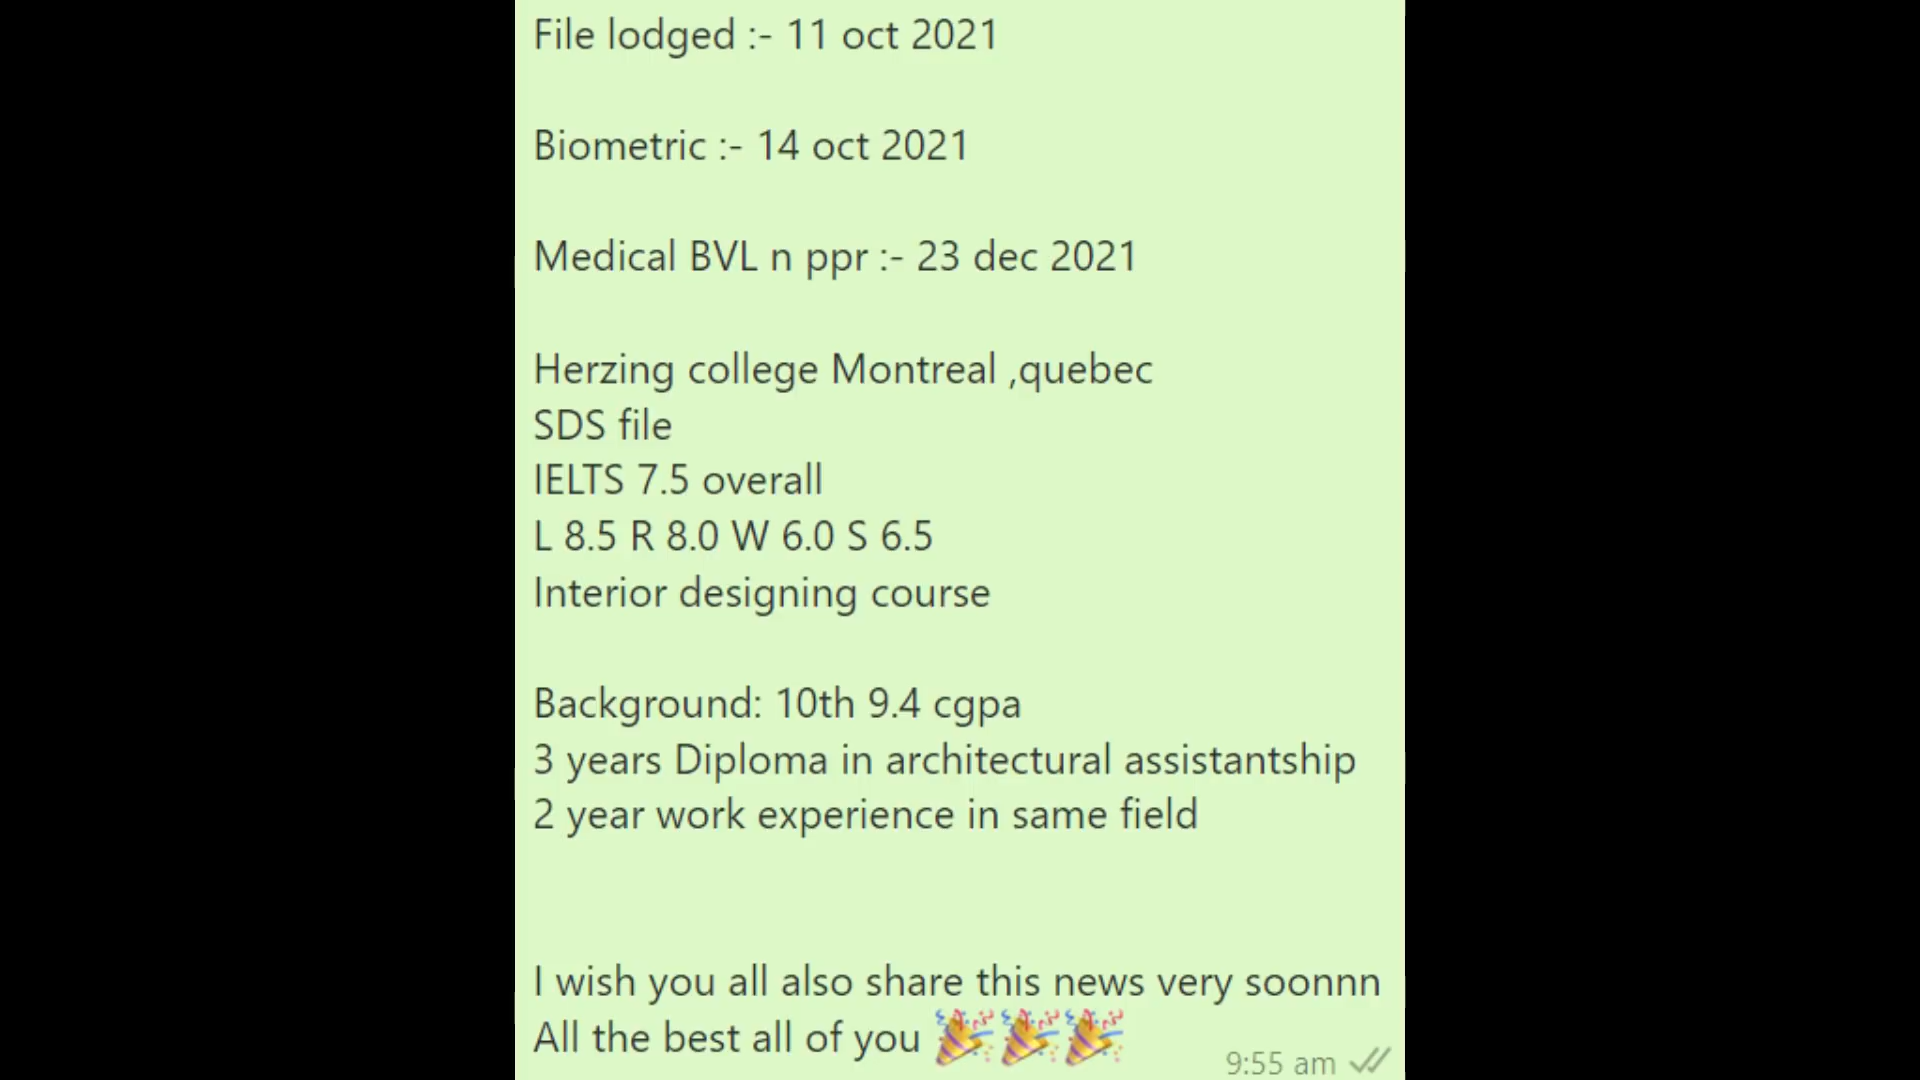 File lodged :- 11 oct 2021
Biometric :- 14 oct 2021
Medical BVL n ppr :- 23 dec 2021
Herzing college Montreal ,quebec
SDS file
IELTS 7.5 overall
L 8.5 R 8.0 W 6.0 S 6.5
Interior designing course
Background: 10th 9.4 cgpa
3 years Diploma in architectural assistantship
2 year work experience in same field
I wish you all also share this news very soonnn
All the best all of you 🎉🎉🎉
9:55 am